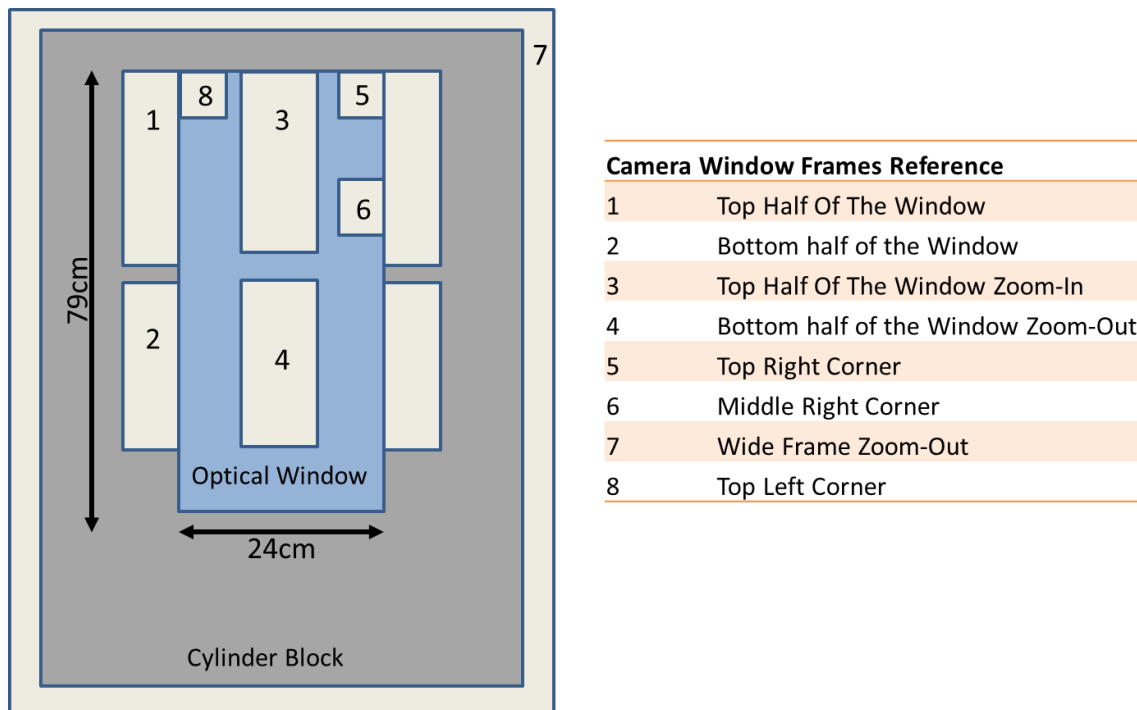 7
8
5
1
3
6
79cm
2
4
Optical Window
24cm
Cylinder Block
Camera Window Frames Reference
1 Top Half Of The Window
2 Bottom half of the Window
3 Top Half Of The Window Zoom-In
4 Bottom half of the Window Zoom-Out
5 Top Right Corner
6 Middle Right Corner
7 Wide Frame Zoom-Out
8 Top Left Corner